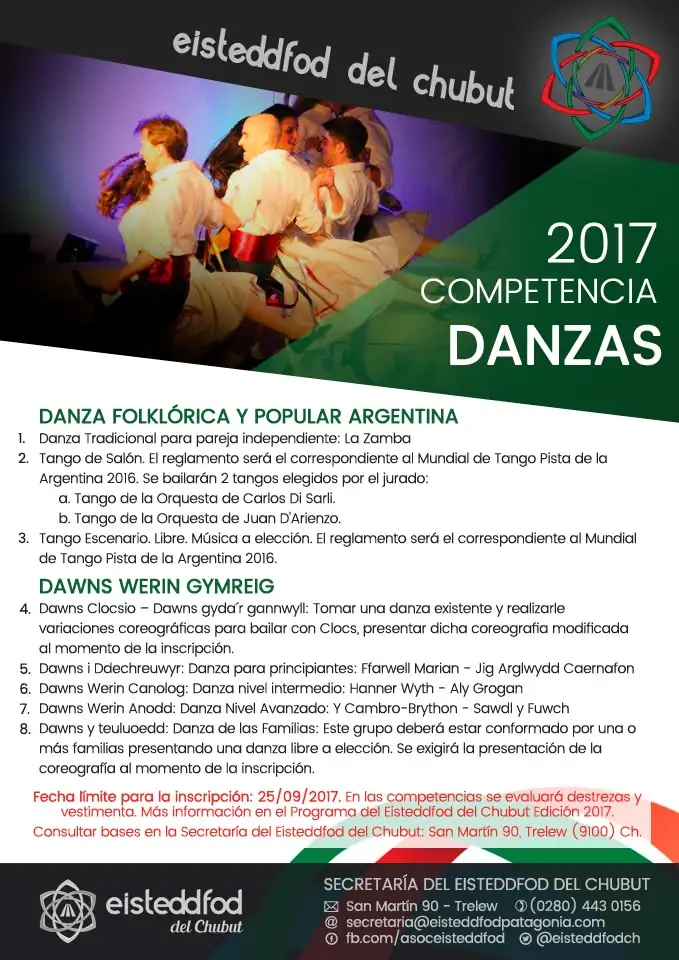 eisteddfod del chubut
2017
COMPETENCIA
DANZAS
DANZA FOLKLÓRICA Y POPULAR ARGENTINA
1. Danza Tradicional para pareja independiente: La Zamba
2. Tango de Salón. El reglamento será el correspondiente al Mundial de Tango Pista de la
Argentina 2016. Se bailarán 2 tangos elegidos por el jurado:
a. Tango de la Orquesta de Carlos Di Sarli.
b. Tango de la Orquesta de Juan D'Arienzo.
3. Tango Escenario. Libre. Música a elección. El reglamento será el correspondiente al Mundial
de Tango Pista de la Argentina 2016.
DAWNS WERIN GYMREIG
4. Dawns Clocsio – Dawns gyda´r gannwyll: Tomar una danza existente y realizarle
variaciones coreográficas para bailar con Clocs, presentar dicha coreografia modificada
al momento de la inscripción.
5. Dawns i Ddechreuwyr: Danza para principiantes: Ffarwell Marian - Jig Arglwydd Caernafon
6. Dawns Werin Canolog: Danza nivel intermedio: Hanner Wyth - Aly Grogan
7. Dawns Werin Anodd: Danza Nivel Avanzado: Y Cambro-Brython - Sawdl y Fuwch
8. Dawns y teuluoedd: Danza de las Familias: Este grupo deberá estar conformado por una o
más familias presentando una danza libre a elección. Se exigirá la presentación de la
coreografía al momento de la inscripción.
Fecha límite para la inscripción: 25/09/2017. En las competencias se evaluará destrezas y
vestimenta. Más información en el Programa del Eisteddfod del Chubut Edición 2017.
Consultar bases en la Secretaría del Eisteddfod del Chubut: San Martín 90, Trelew (9100) Ch.
eisteddfod
del Chubut
SECRETARÍA DEL EISTEDDFOD DEL CHUBUT
San Martín 90 - Trelew (0280) 443 0156
secretaria@eisteddfodpatagonia.com
fb.com/asoceisteddfod @eisteddfodch